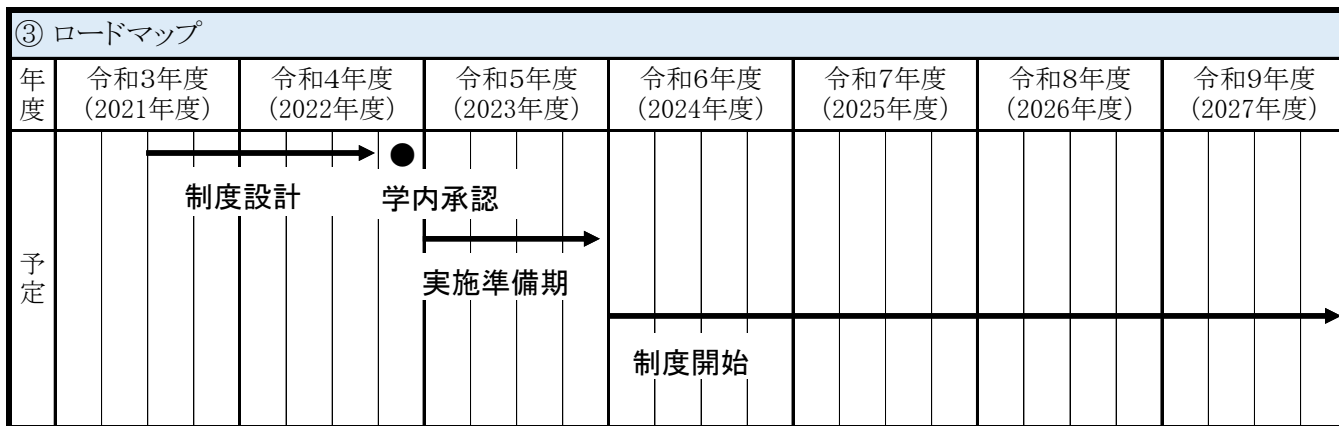 ③ ロードマップ
年度
令和3年度
(2021年度)
令和4年度
(2022年度)
令和5年度
(2023年度)
令和6年度
(2024年度)
令和7年度
(2025年度)
令和8年度
(2026年度)
令和9年度
(2027年度)
予定
制度設計
学内承認
実施準備期
制度開始